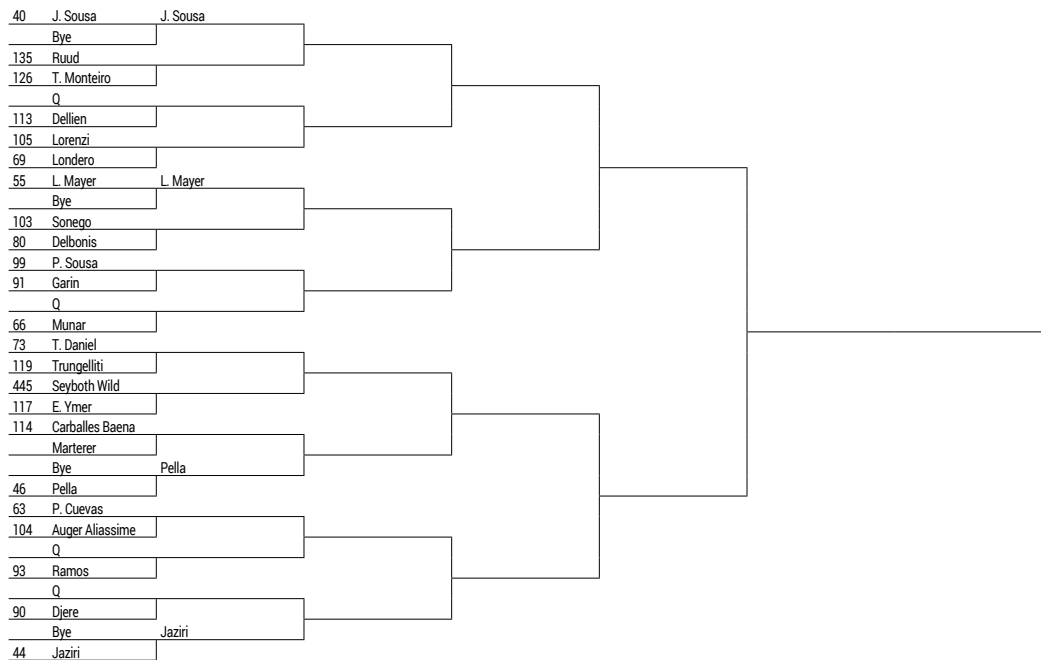 40 J. Sousa J. Sousa
Bye
135 Ruud
126 T. Monteiro
Q
113 Dellien
105 Lorenzi
69 Londero
55 L. Mayer L. Mayer
Bye
103 Sonego
80 Delbonis
99 P. Sousa
91 Garin
Q
66 Munar
73 T. Daniel
119 Trungelliti
445 Seyboth Wild
117 E. Ymer
114 Carballes Baena
Marterer
Bye Pella
46 Pella
63 P. Cuevas
104 Auger Aliassime
Q
93 Ramos
Q
90 Djere
Bye Jaziri
44 Jaziri